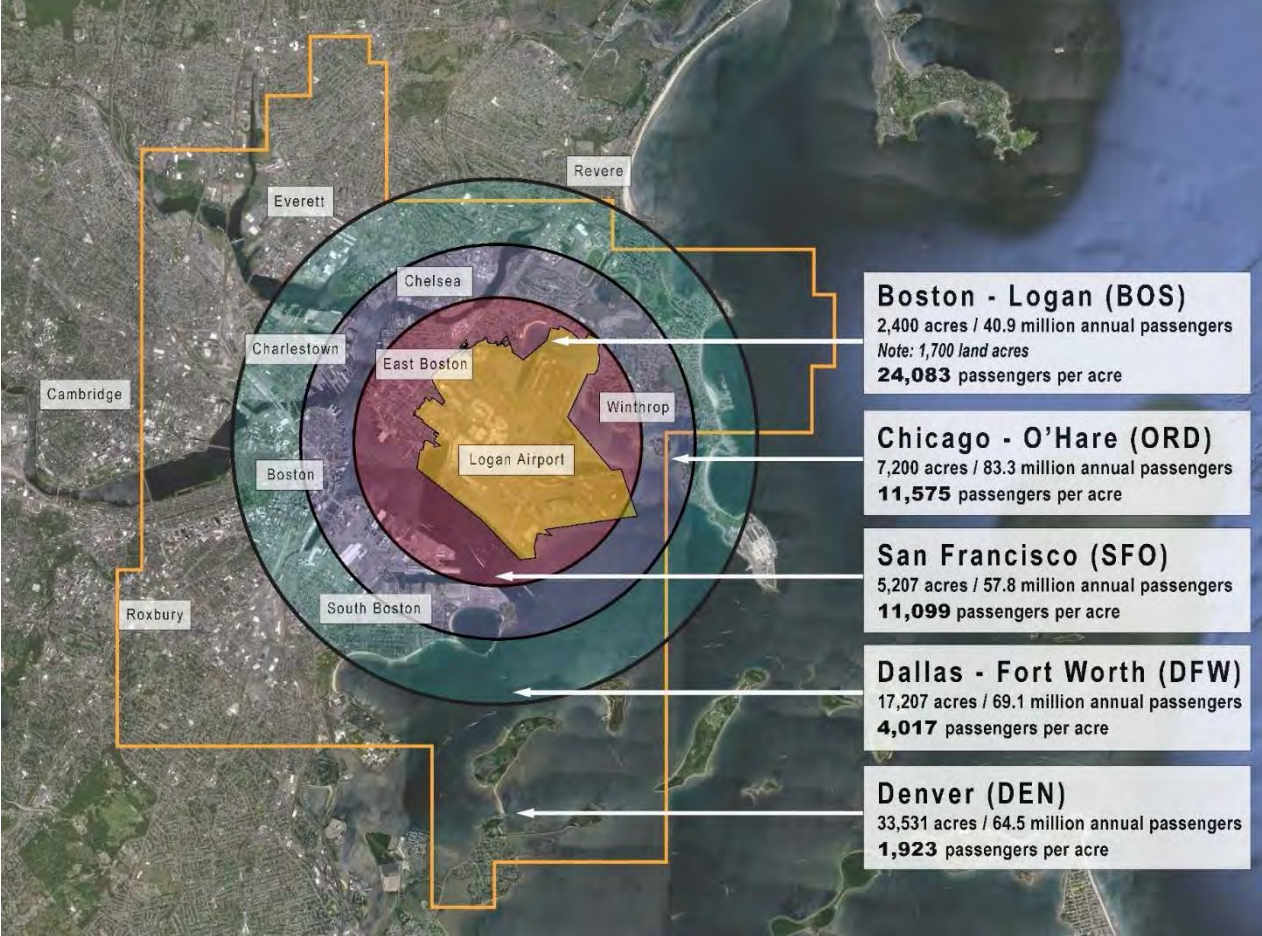 Revere
Everett
Chelsea
Charlestown
East Boston
Cambridge
Winthrop
Logan Airport
Boston
South Boston
Roxbury
Boston - Logan (BOS)
2,400 acres / 40.9 million annual passengers
Note: 1,700 land acres
24,083 passengers per acre
Chicago - O'Hare (ORD)
7,200 acres / 83.3 million annual passengers
11,575 passengers per acre
San Francisco (SFO)
5,207 acres / 57.8 million annual passengers
11,099 passengers per acre
Dallas - Fort Worth (DFW)
17,207 acres / 69.1 million annual passengers
4,017 passengers per acre
Denver (DEN)
33,531 acres / 64.5 million annual passengers
1,923 passengers per acre